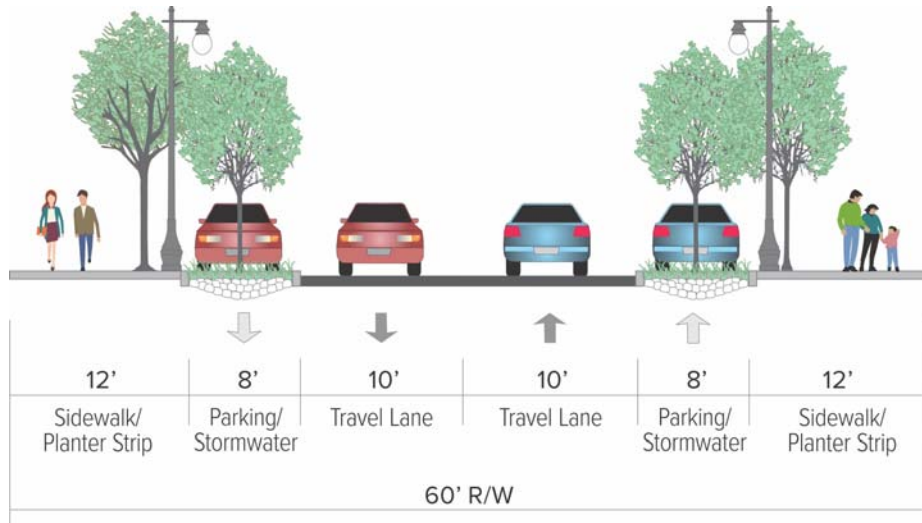 12’ 8’ 10’ 10’ 8’ 12’
Sidewalk/ Parking/ Travel Lane Travel Lane Parking/ Sidewalk/
Planter Strip Stormwater Stormwater Planter Strip
60’ R/W